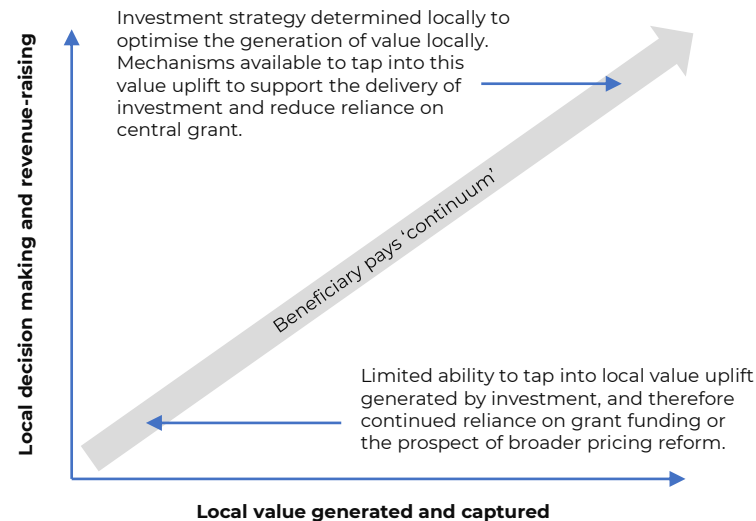 Investment strategy determined locally to
optimise the generation of value locally.
Mechanisms available to tap into this
value uplift to support the delivery of
investment and reduce reliance on
central grant.
Local decision making and revenue-raising
Beneficiary pays ‘continuum’
Limited ability to tap into local value uplift
generated by investment, and therefore
continued reliance on grant funding or
the prospect of broader pricing reform.
Local value generated and captured